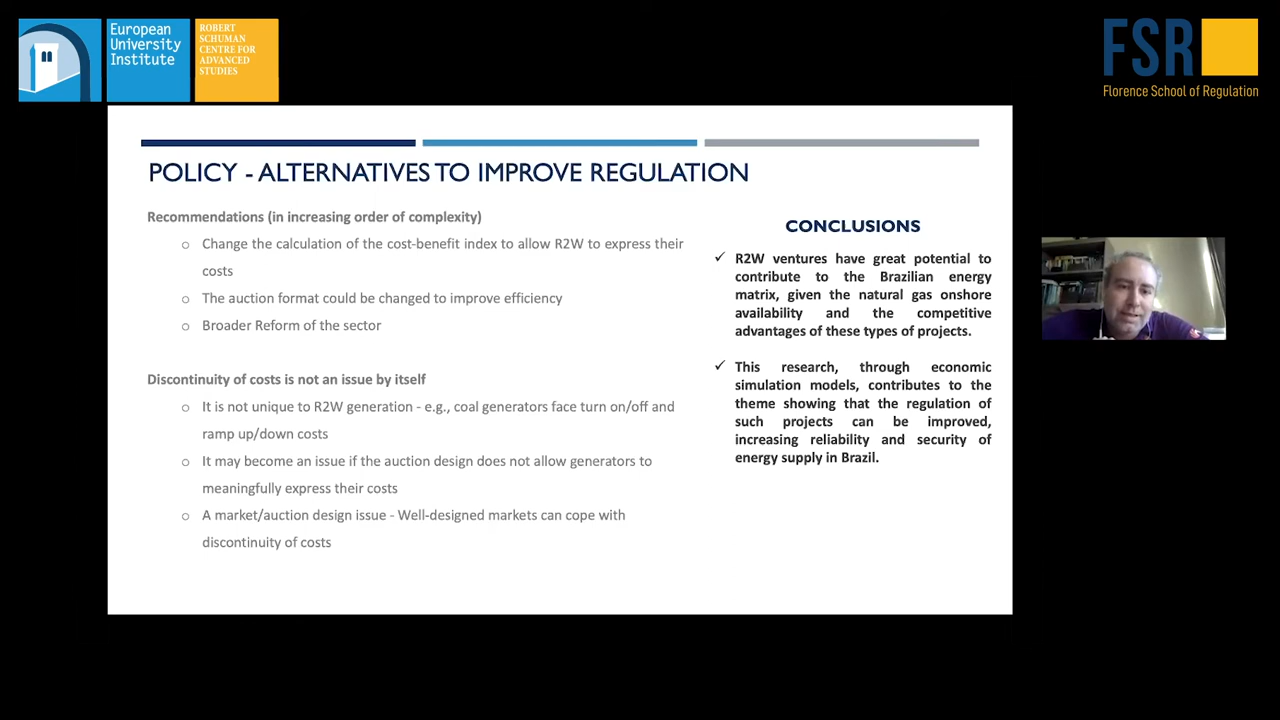 European
University
Institute
ROBERT
SCHUMAN
CENTRE FOR
ADVANCED
STUDIES
FSR
Florence School of Regulation
POLICY - ALTERNATIVES TO IMPROVE REGULATION
Recommendations (in increasing order of complexity)
o Change the calculation of the cost-benefit index to allow R2W to express their
costs
o The auction format could be changed to improve efficiency
o Broader Reform of the sector
Discontinuity of costs is not an issue by itself
o It is not unique to R2W generation - e.g., coal generators face turn on/off and
ramp up/down costs
o It may become an issue if the auction design does not allow generators to
meaningfully express their costs
o A market/auction design issue - Well-designed markets can cope with
discontinuity of costs
CONCLUSIONS
✓ R2W ventures have great potential to
contribute to the Brazilian energy
matrix, given the natural gas onshore
availability and the competitive
advantages of these types of projects.
✓ This research, through economic
simulation models, contributes to the
theme showing that the regulation of
such projects can be improved,
increasing reliability and security of
energy supply in Brazil.